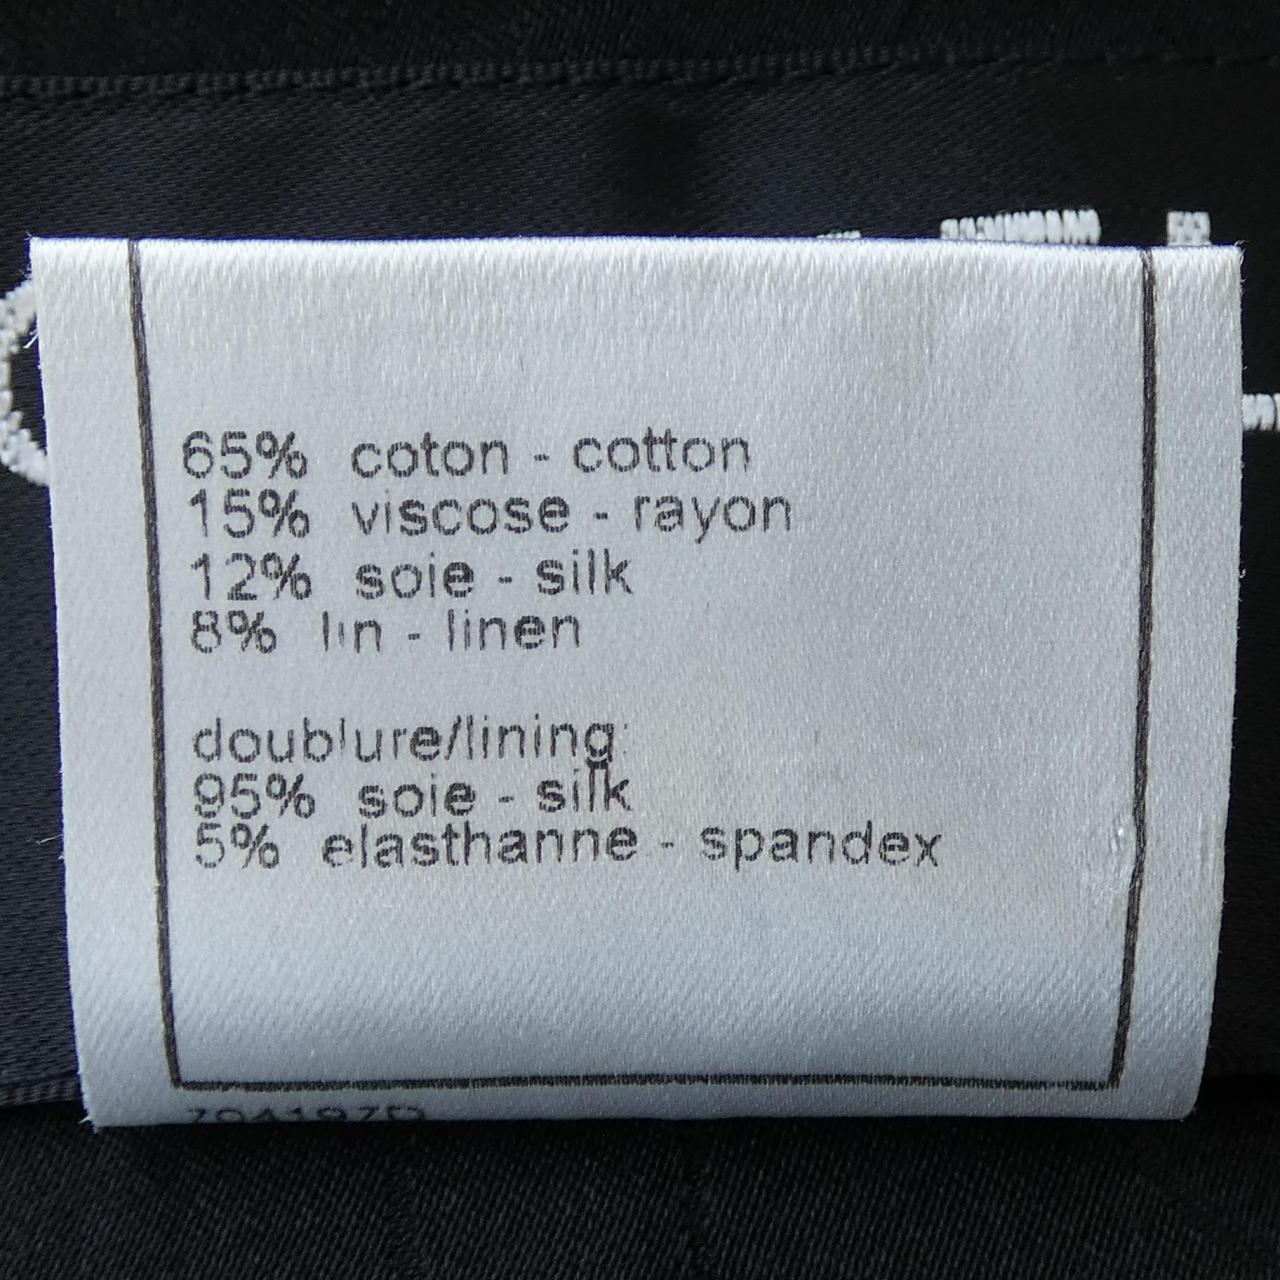 65% coton - cotton
15% viscose - rayon
12% soie - silk
8% lin - linen
doublure/lining:
95% soie - silk
5% elasthanne - spandex